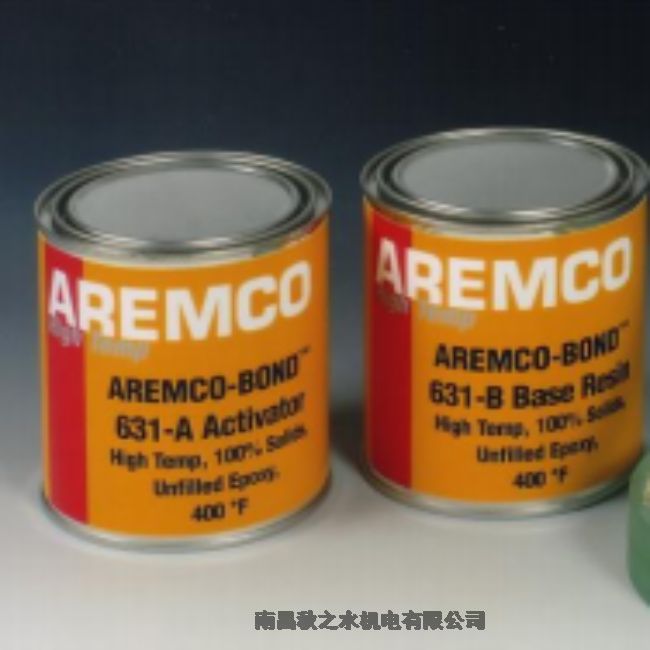 AREMCO
High Temp
AREMCO-BOND™
631-A Activator
High Temp, 100% Solids,
Unfilled Epoxy,
400 °F
AREMCO
High Temp
AREMCO-BOND™
631-B Base Resin
High Temp, 100% Solids,
Unfilled Epoxy,
400 °F
南昌秋之水机电有限公司